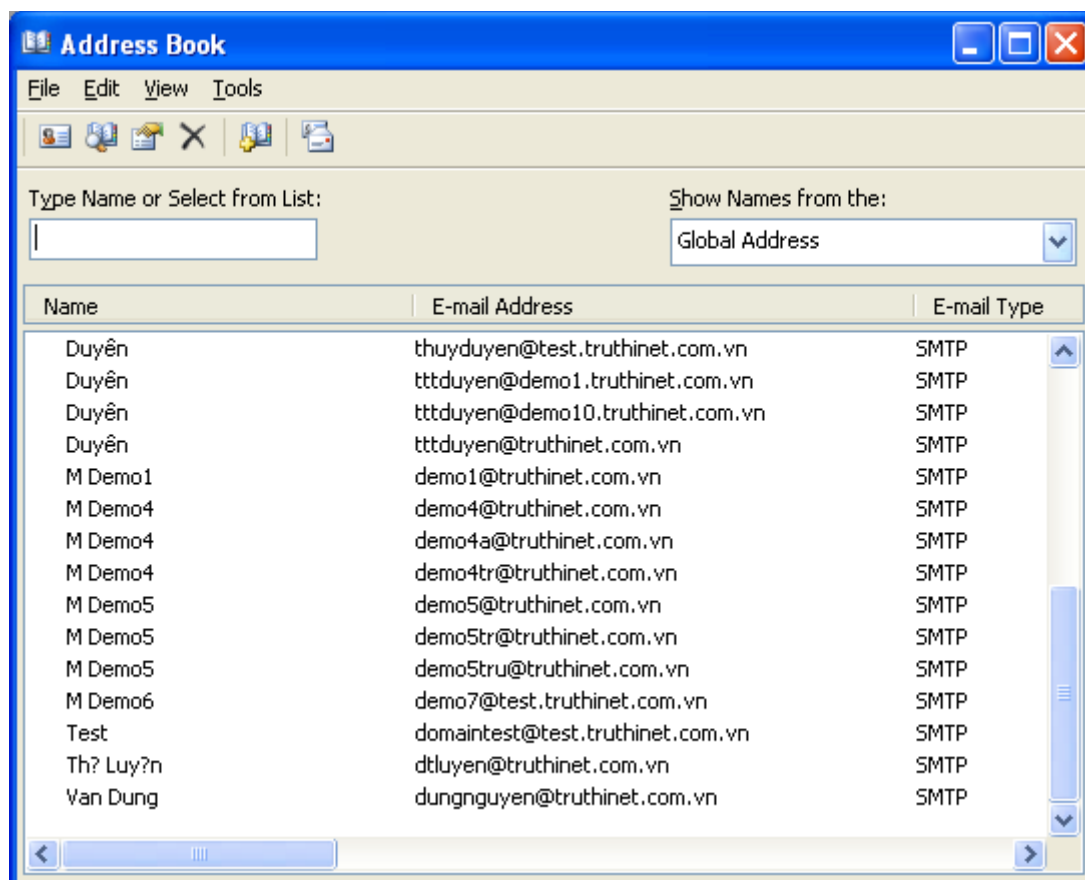 Address Book
File Edit View Tools
Type Name or Select from List: Show Names from the:
Global Address
Name E-mail Address E-mail Type
Duyên thuyduyen@test.truthinet.com.vn SMTP
Duyên tttduyen@demo1.truthinet.com.vn SMTP
Duyên tttduyen@demo10.truthinet.com.vn SMTP
Duyên tttduyen@truthinet.com.vn SMTP
M Demo1 demo1@truthinet.com.vn SMTP
M Demo4 demo4@truthinet.com.vn SMTP
M Demo4 demo4a@truthinet.com.vn SMTP
M Demo4 demo4tr@truthinet.com.vn SMTP
M Demo5 demo5@truthinet.com.vn SMTP
M Demo5 demo5tr@truthinet.com.vn SMTP
M Demo5 demo5tru@truthinet.com.vn SMTP
M Demo6 demo7@test.truthinet.com.vn SMTP
Test domaintest@test.truthinet.com.vn SMTP
Th? Luy?n dtluyen@truthinet.com.vn SMTP
Van Dung dungnguyen@truthinet.com.vn SMTP